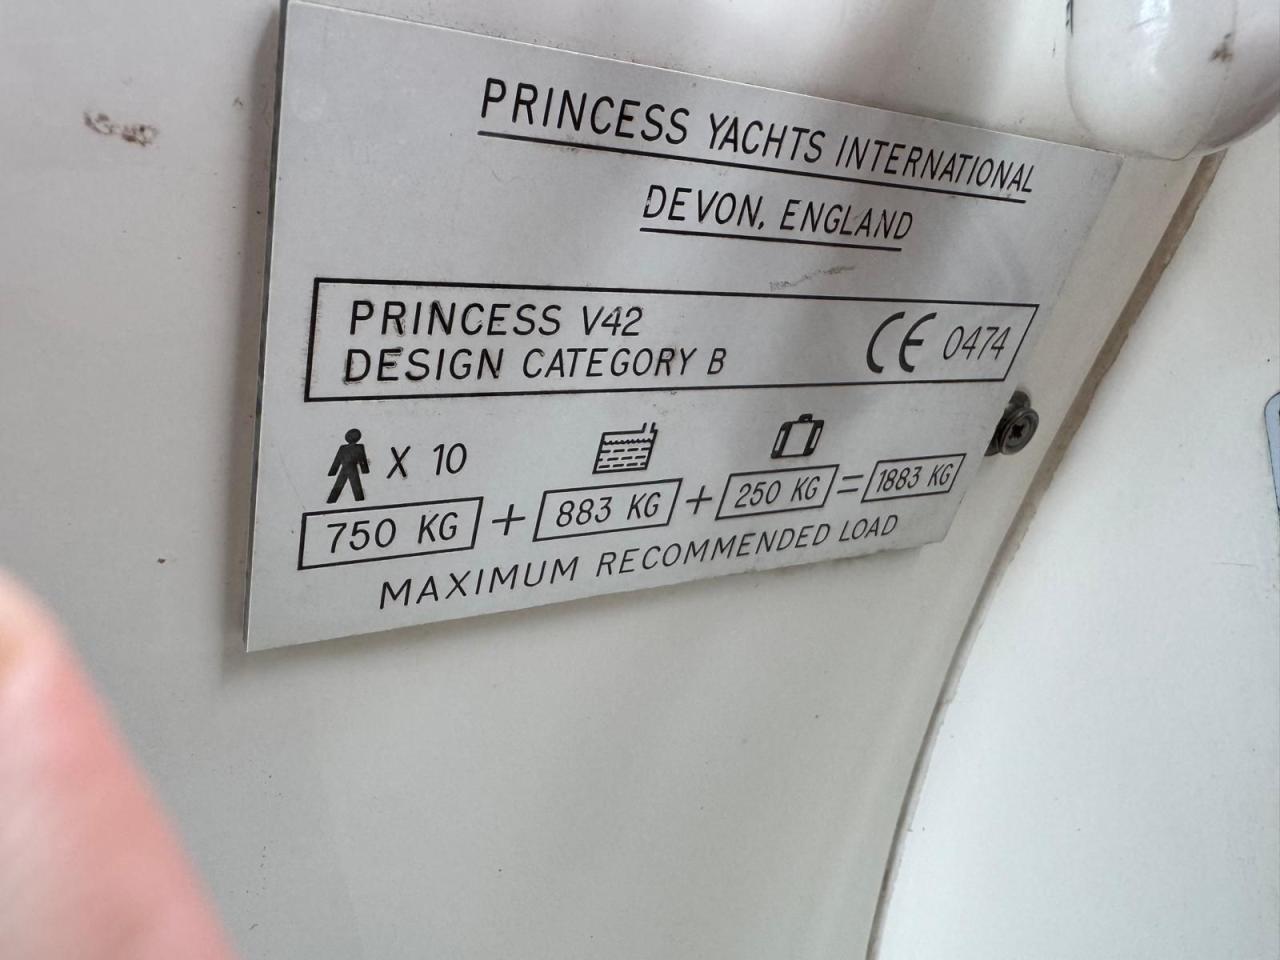 PRINCESS YACHTS INTERNATIONAL
DEVON, ENGLAND
PRINCESS V42
DESIGN CATEGORY B
CE 0474
X 10
750 KG + 883 KG + 250 KG = 1883 KG
MAXIMUM RECOMMENDED LOAD